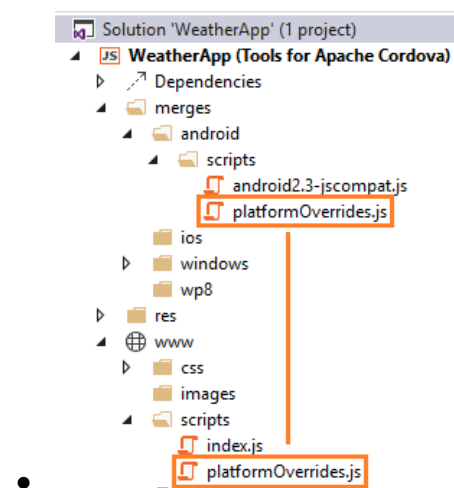 Solution 'WeatherApp' (1 project)
JS WeatherApp (Tools for Apache Cordova)
Dependencies
merges
android
scripts
android2.3-jscompat.js
platformOverrides.js
ios
windows
wp8
res
www
css
images
scripts
index.js
platformOverrides.js